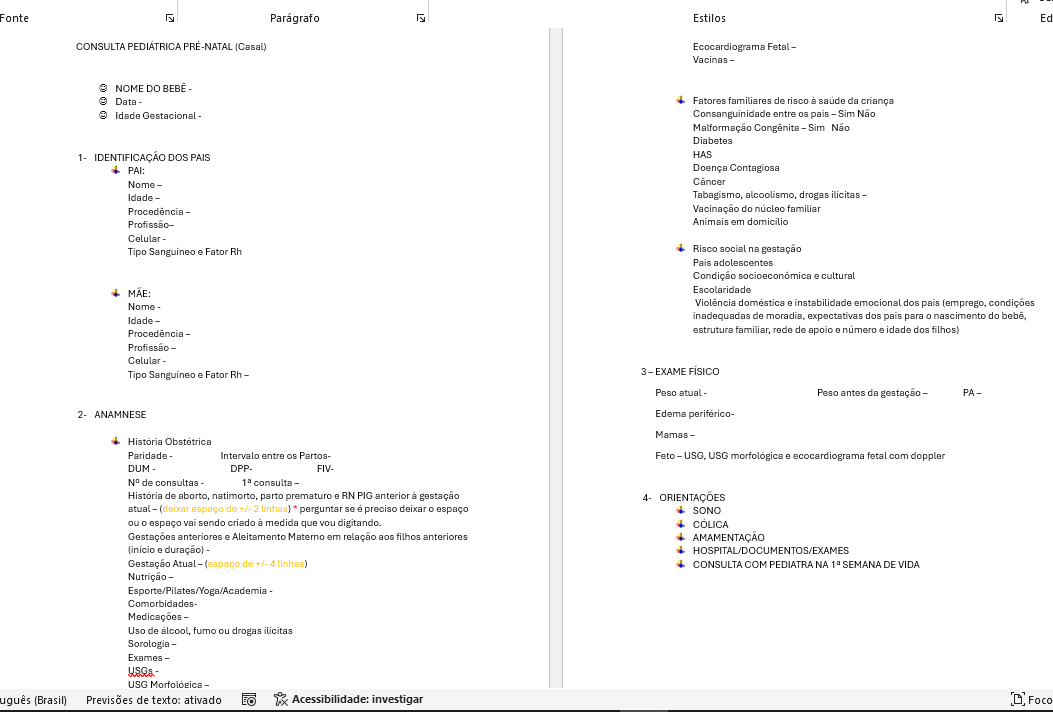 Fonte
Parágrafo
Estilos
Ed
CONSULTA PEDIÁTRICA PRÉ-NATAL (Casal)
NOME DO BEBÊ -
Data -
Idade Gestacional -
1- IDENTIFICAÇÃO DOS PAIS
PAI:
Nome –
Idade –
Procedência –
Profissão–
Celular -
Tipo Sanguíneo e Fator Rh
MÃE:
Nome -
Idade –
Procedência –
Profissão –
Celular -
Tipo Sanguíneo e Fator Rh –
2- ANAMNESE
História Obstétrica
Paridade - Intervalo entre os Partos-
DUM - DPP- FIV-
Nº de consultas - 1ª consulta –
História de aborto, natimorto, parto prematuro e RN PIG anterior à gestação
atual – (deixar espaço de +/- 2 linhas) * perguntar se é preciso deixar o espaço
ou o espaço vai sendo criado à medida que vou digitando.
Gestações anteriores e Aleitamento Materno em relação aos filhos anteriores
(início e duração) -
Gestação Atual – (espaço de +/- 4 linhas)
Nutrição –
Esporte/Pilates/Yoga/Academia -
Comorbidades-
Medicações –
Uso de álcool, fumo ou drogas ilícitas
Sorologia –
Exames –
USGs -
USG Morfológica –
Ecocardiograma Fetal –
Vacinas –
Fatores familiares de risco à saúde da criança
Consanguinidade entre os pais – Sim Não
Malformação Congênita – Sim Não
Diabetes
HAS
Doença Contagiosa
Câncer
Tabagismo, alcoolismo, drogas ilícitas –
Vacinação do núcleo familiar
Animais em domicílio
Risco social na gestação
Pais adolescentes
Condição socioeconômica e cultural
Escolaridade
Violência doméstica e instabilidade emocional dos pais (emprego, condições
inadequadas de moradia, expectativas dos pais para o nascimento do bebê,
estrutura familiar, rede de apoio e número e idade dos filhos)
3 – EXAME FÍSICO
Peso atual - Peso antes da gestação – PA –
Edema periférico-
Mamas –
Feto – USG, USG morfológica e ecocardiograma fetal com doppler
4- ORIENTAÇÕES
SONO
CÓLICA
AMAMENTAÇÃO
HOSPITAL/DOCUMENTOS/EXAMES
CONSULTA COM PEDIATRA NA 1ª SEMANA DE VIDA
uguês (Brasil) Previsões de texto: ativado Acessibilidade: investigar Foco